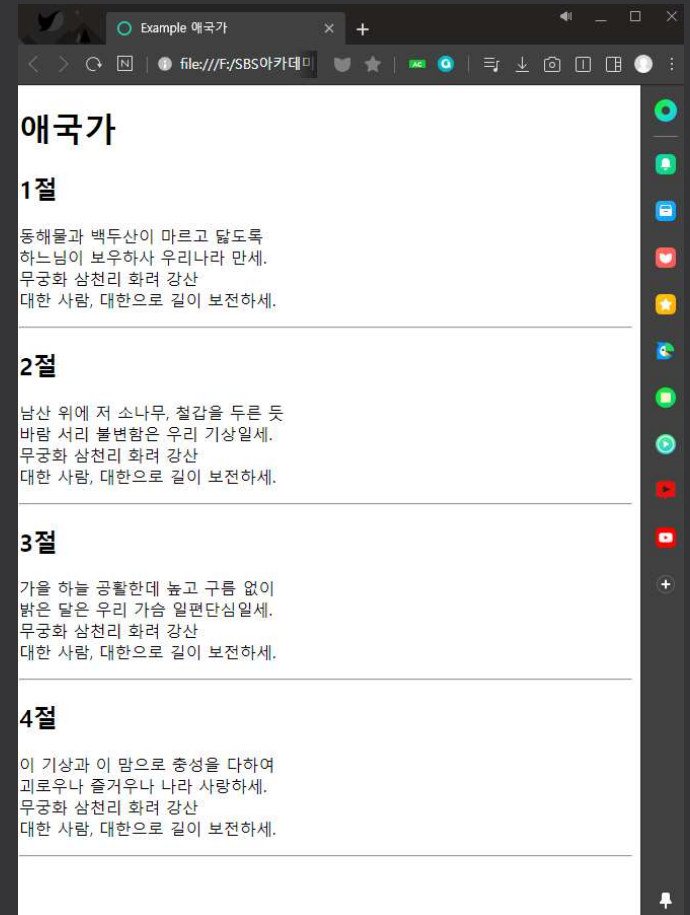 Example 애국가
file:///F:/SBS아카데미
애국가
1절
동해물과 백두산이 마르고 닳도록
하느님이 보우하사 우리나라 만세.
무궁화 삼천리 화려 강산
대한 사람, 대한으로 길이 보전하세.
2절
남산 위에 저 소나무, 철갑을 두른 듯
바람 서리 불변함은 우리 기상일세.
무궁화 삼천리 화려 강산
대한 사람, 대한으로 길이 보전하세.
3절
가을 하늘 공활한데 높고 구름 없이
밝은 달은 우리 가슴 일편단심일세.
무궁화 삼천리 화려 강산
대한 사람, 대한으로 길이 보전하세.
4절
이 기상과 이 맘으로 충성을 다하여
괴로우나 즐거우나 나라 사랑하세.
무궁화 삼천리 화려 강산
대한 사람, 대한으로 길이 보전하세.